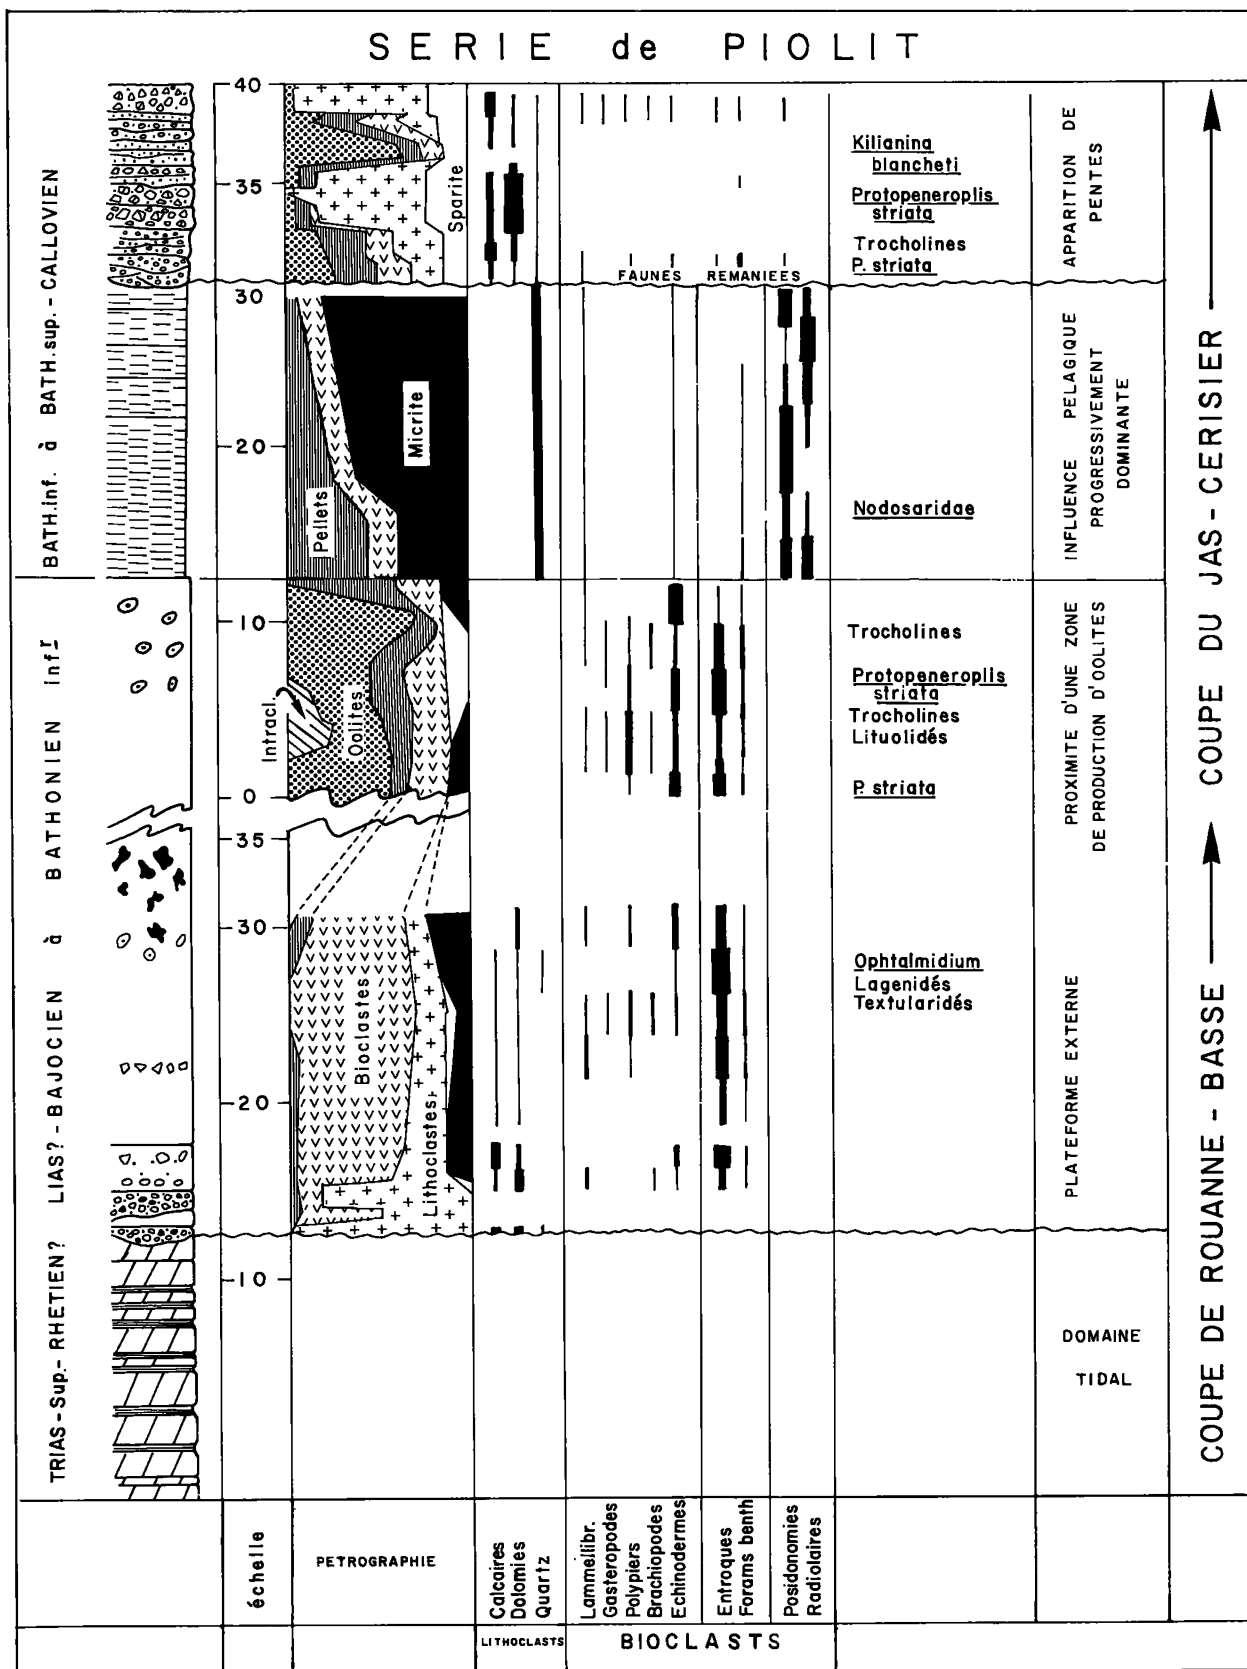 SERIE de PIOLIT
40
35
30
20
10
0
35
30
20
10
BATH.inf. à BATH.sup.-CALLOVIEN
LIAS?-BAJOCIEN à BATHONIEN infr
TRIAS-Sup.-RHETIEN?
Sparite
Micrite
Pellets
Intracl.
Oolites
Bioclastes
Lithoclastes
FAUNES REMANIEES
Kilianina
blancheti
Protopeneroplis
striata
Trocholines
P. striata
Nodosaridae
Trocholines
Protopeneroplis
striata
Trocholines
Lituolidés
P. striata
Ophtalmidium
Lagenidés
Textularidés
APPARITION DE
PENTES
INFLUENCE PELAGIQUE
PROGRESSIVEMENT
DOMINANTE
PROXIMITE D'UNE ZONE
DE PRODUCTION D'OOLITES
PLATEFORME EXTERNE
DOMAINE
TIDAL
COUPE DU JAS-CERISIER
COUPE DE ROUANNE-BASSE
échelle
PETROGRAPHIE
Calcaires
Dolomies
Quartz
Lammellibr.
Gasteropodes
Polypiers
Brachiopodes
Echinodermes
Entroques
Forams benth
Posidonomies
Radiolaires
LITHOCLASTS
BIOCLASTS